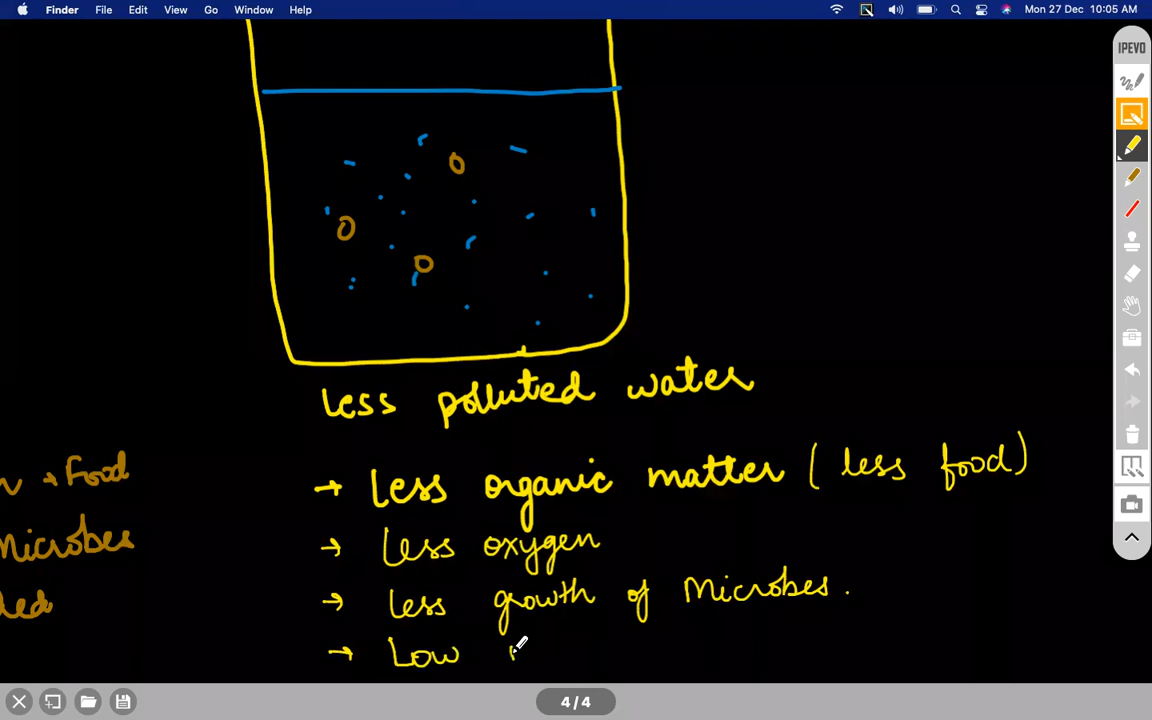 Finder File Edit View Go Window Help Mon 27 Dec 10:05 AM
IPEVO
less polluted water
+ Food
→ Less organic matter (less food)
Microbes
→ less oxygen
→ less growth of Microbes.
→ Low
4/4